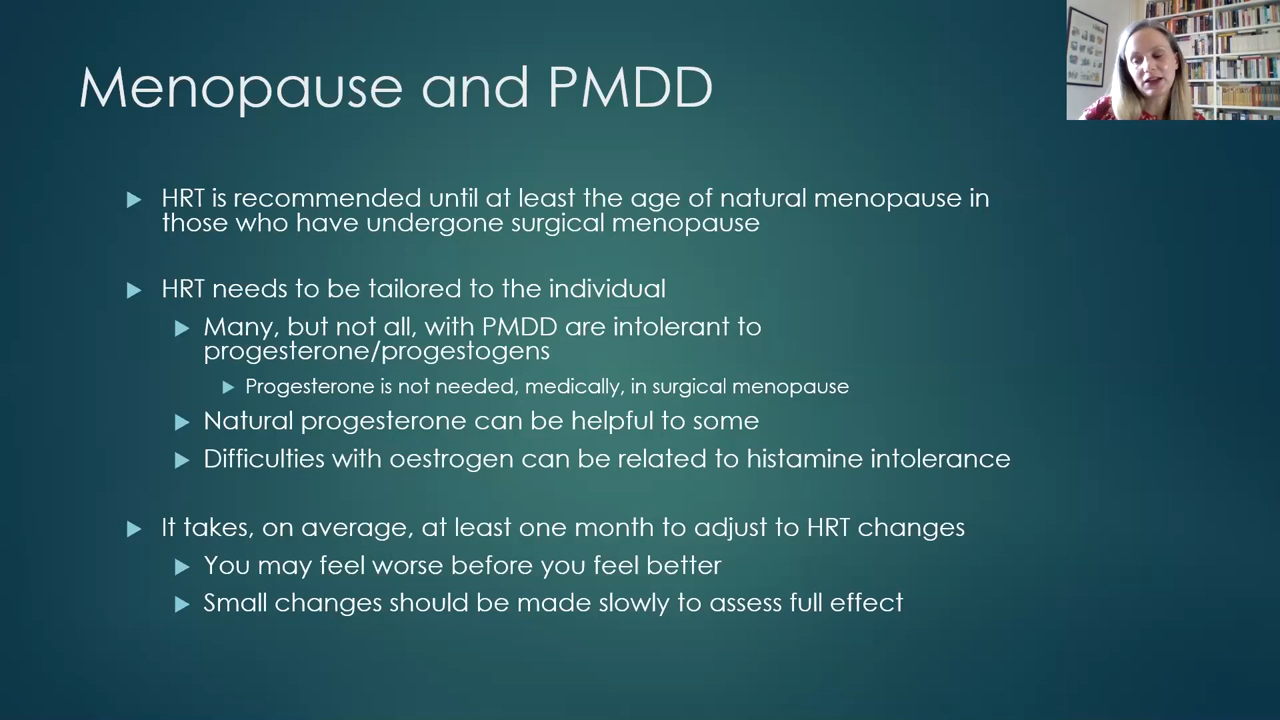 Menopause and PMDD
HRT is recommended until at least the age of natural menopause in
those who have undergone surgical menopause
HRT needs to be tailored to the individual
Many, but not all, with PMDD are intolerant to
progesterone/progestogens
Progesterone is not needed, medically, in surgical menopause
Natural progesterone can be helpful to some
Difficulties with oestrogen can be related to histamine intolerance
It takes, on average, at least one month to adjust to HRT changes
You may feel worse before you feel better
Small changes should be made slowly to assess full effect